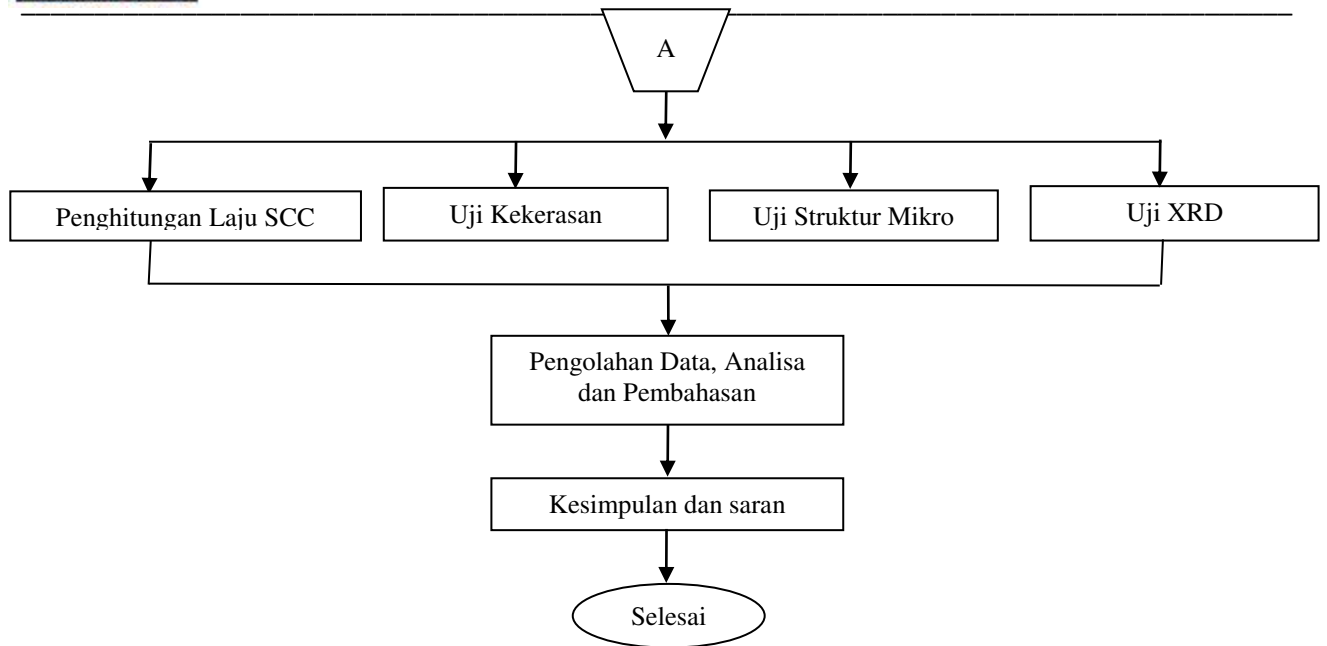 A
Penghitungan Laju SCC
Uji Kekerasan
Uji Struktur Mikro
Uji XRD
Pengolahan Data, Analisa
dan Pembahasan
Kesimpulan dan saran
Selesai